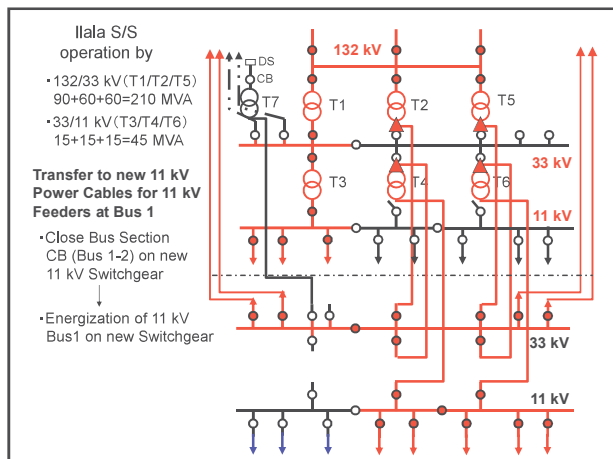 Ilala S/S
operation by
・132/33 kV（T1/T2/T5）
90+60+60=210 MVA
・33/11 kV（T3/T4/T6）
15+15+15=45 MVA
Transfer to new 11 kV
Power Cables for 11 kV
Feeders at Bus 1
・Close Bus Section
CB (Bus 1-2) on new
11 kV Switchgear
・Energization of 11 kV
Bus1 on new Switchgear
DS
CB
T7
132 kV
T1
T2
T5
33 kV
T3
T4
T6
11 kV
33 kV
11 kV